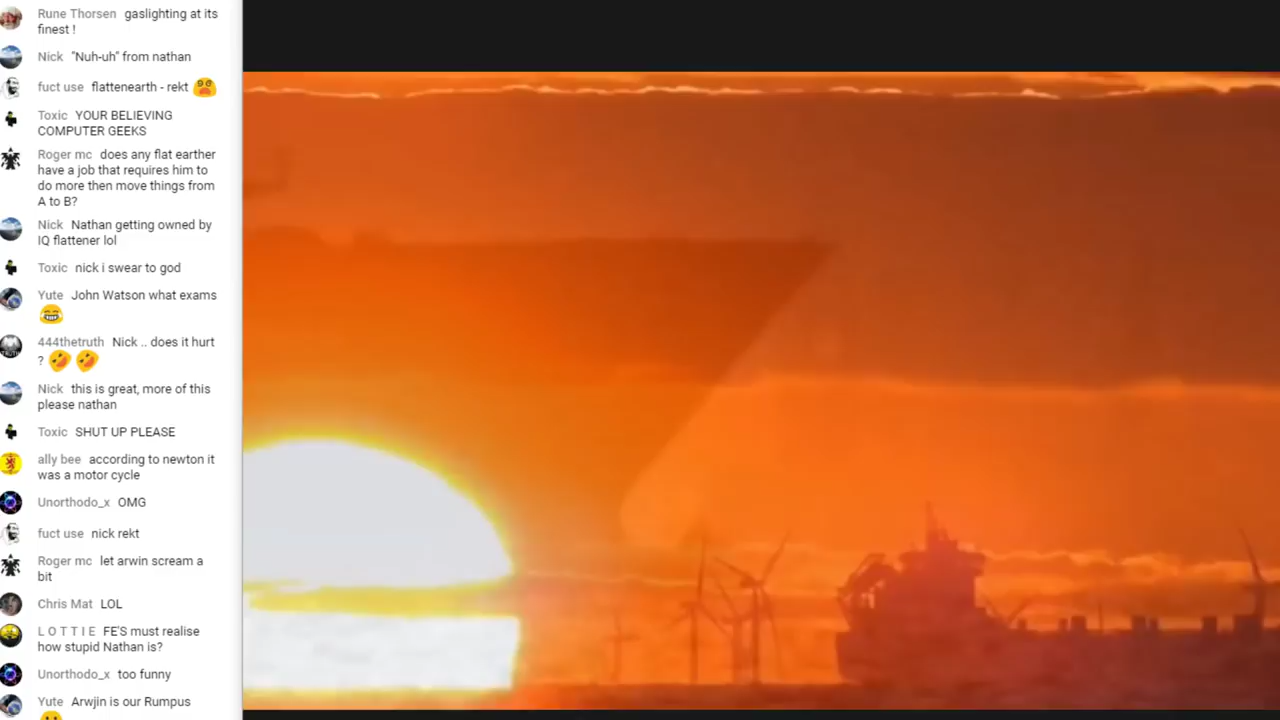 Rune Thorsen gaslighting at its
finest !
Nick "Nuh-uh" from nathan
fuct use flattenearth - rekt
Toxic YOUR BELIEVING
COMPUTER GEEKS
Roger mc does any flat earther
have a job that requires him to
do more then move things from
A to B?
Nick Nathan getting owned by
IQ flattener lol
Toxic nick i swear to god
Yute John Watson what exams
444thetruth Nick .. does it hurt
?
Nick this is great, more of this
please nathan
Toxic SHUT UP PLEASE
ally bee according to newton it
was a motor cycle
Unorthodo_x OMG
fuct use nick rekt
Roger mc let arwin scream a
bit
Chris Mat LOL
L O T T I E FE'S must realise
how stupid Nathan is?
Unorthodo_x too funny
Yute Arwjin is our Rumpus